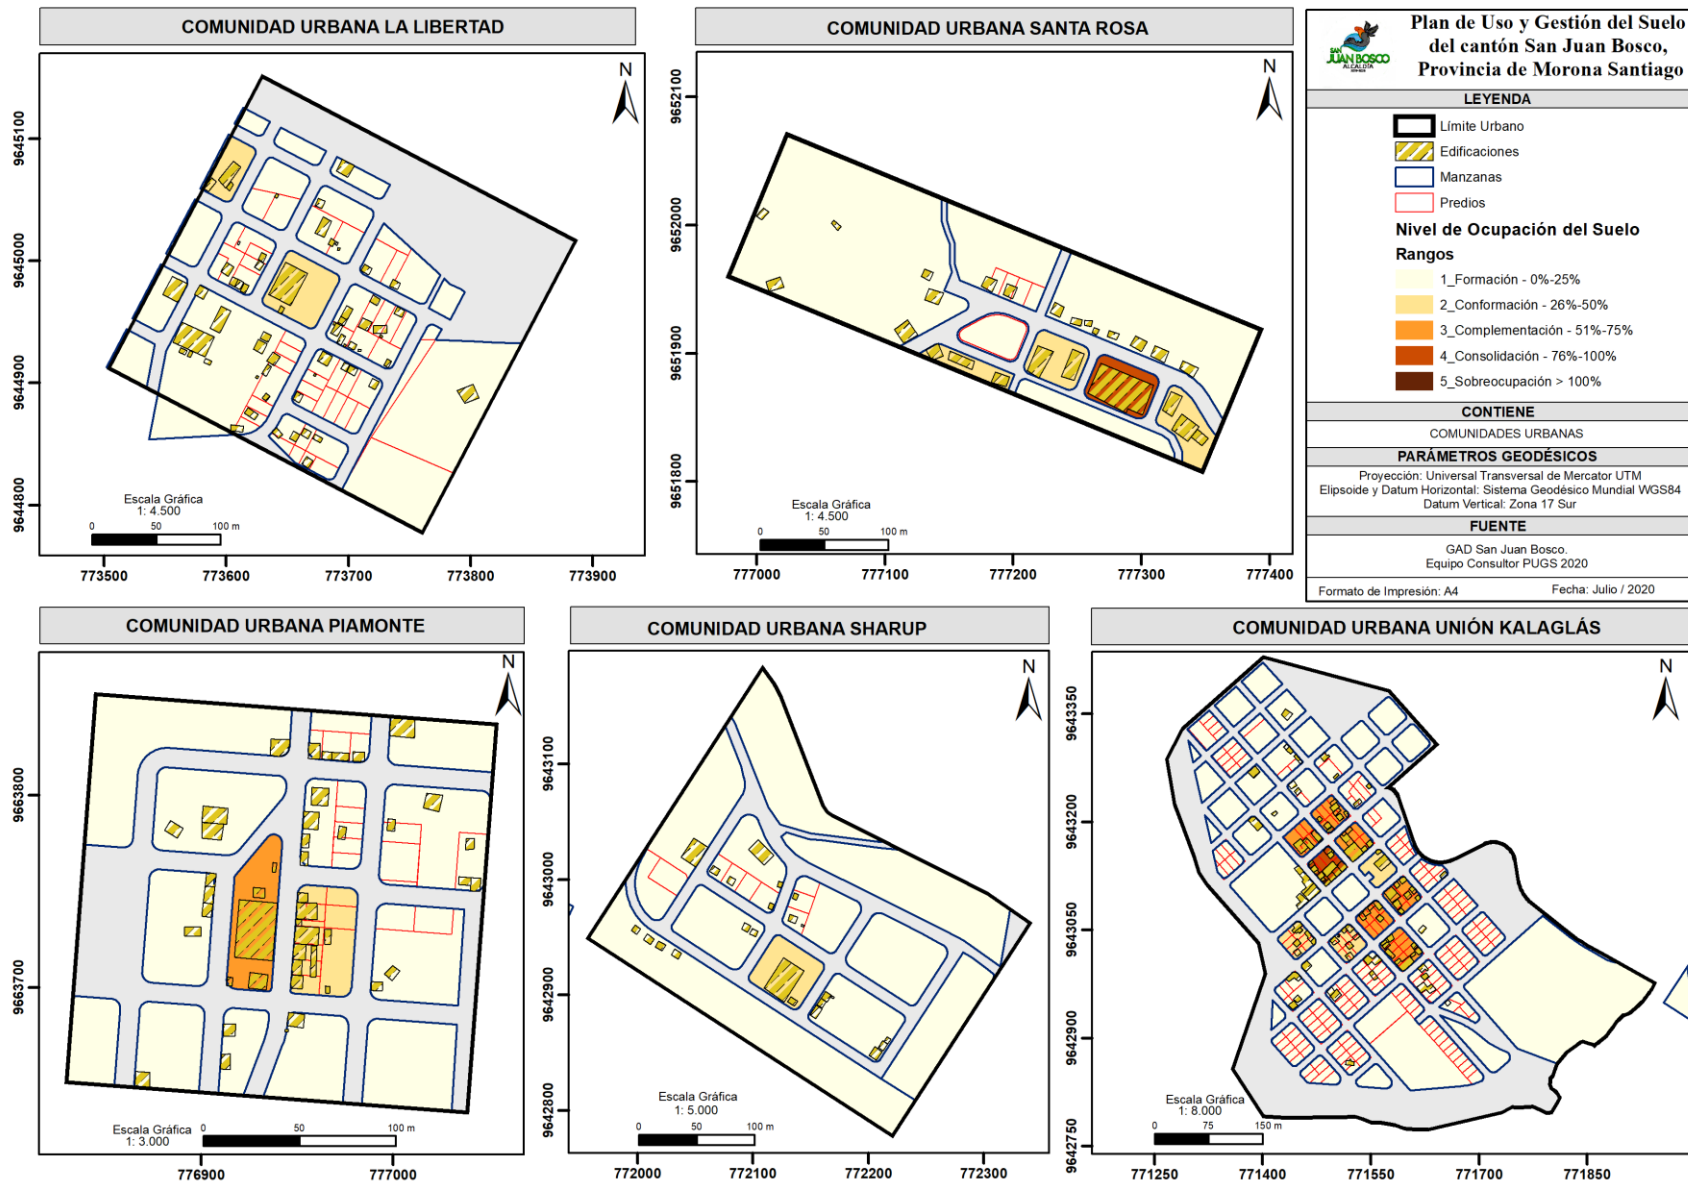 COMUNIDAD URBANA LA LIBERTAD
N
9645100
9645000
9644900
9644800
Escala Gráfica
1: 4.500
0 50 100 m
773500 773600 773700 773800 773900
COMUNIDAD URBANA SANTA ROSA
N
9652100
9652000
9651900
9651800
Escala Gráfica
1: 4.500
0 50 100 m
777000 777100 777200 777300 777400
SAN
JUAN BOSCO
ALCALDÍA
Plan de Uso y Gestión del Suelo
del cantón San Juan Bosco,
Provincia de Morona Santiago
LEYENDA
Límite Urbano
Edificaciones
Manzanas
Predios
Nivel de Ocupación del Suelo
Rangos
1_Formación - 0%-25%
2_Conformación - 26%-50%
3_Complementación - 51%-75%
4_Consolidación - 76%-100%
5_Sobreocupación > 100%
CONTIENE
COMUNIDADES URBANAS
PARÁMETROS GEODÉSICOS
Proyección: Universal Transversal de Mercator UTM
Elipsoide y Datum Horizontal: Sistema Geodésico Mundial WGS84
Datum Vertical: Zona 17 Sur
FUENTE
GAD San Juan Bosco.
Equipo Consultor PUGS 2020
Formato de Impresión: A4 Fecha: Julio / 2020
COMUNIDAD URBANA PIAMONTE
N
9663800
9663700
Escala Gráfica
1: 3.000
0 50 100 m
776900 777000
COMUNIDAD URBANA SHARUP
N
9643100
9643000
9642900
9642800
Escala Gráfica
1: 5.000
0 50 100 m
772000 772100 772200 772300
COMUNIDAD URBANA UNIÓN KALAGLÁS
N
9643350
9643200
9643050
9642900
9642750
Escala Gráfica
1: 8.000
0 75 150 m
771250 771400 771550 771700 771850